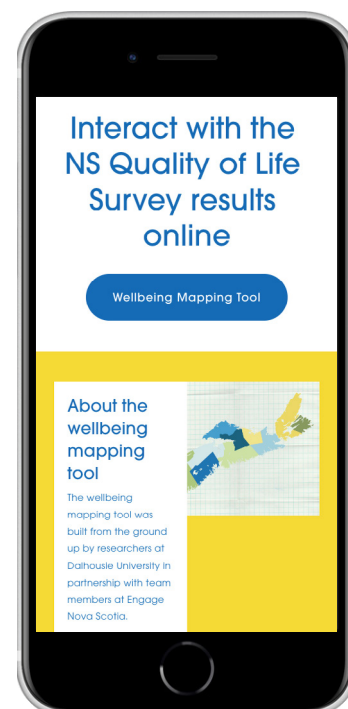 Interact with the
NS Quality of Life
Survey results
online
Wellbeing Mapping Tool
About the
wellbeing
mapping
tool
The wellbeing
mapping tool was
built from the ground
up by researchers at
Dalhousie University in
partnership with team
members at Engage
Nova Scotia.